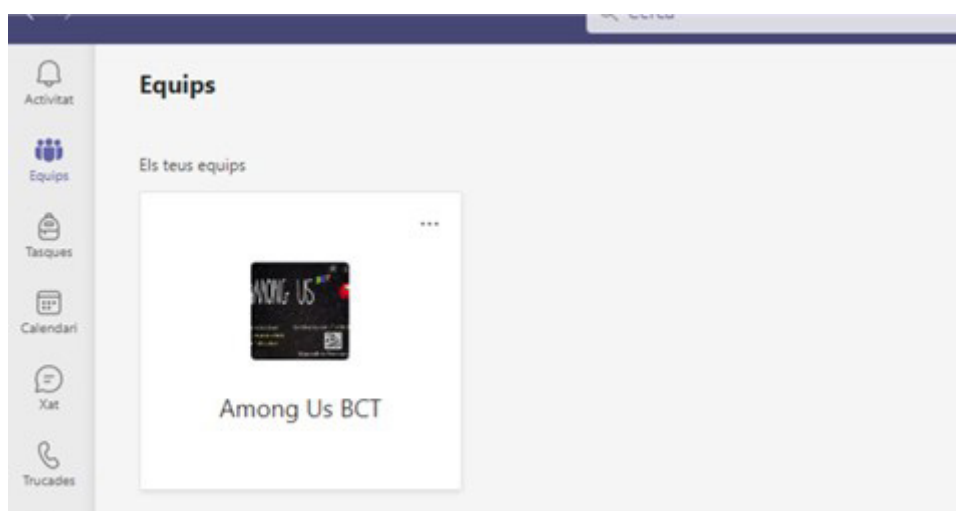 Cerca
Activitat
Equips
Tasques
Calendari
Xat
Trucades
Equips
Els teus equips
AMONG US
Among Us BCT